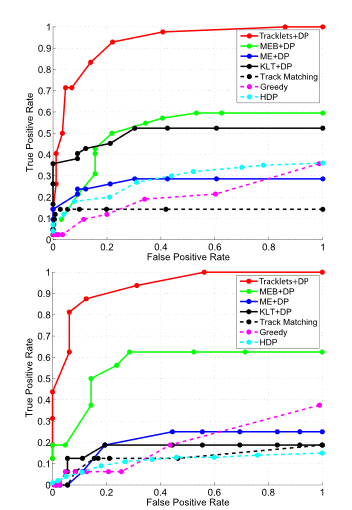 1
0.9
0.8
0.7
0.6
0.5
0.4
0.3
0.2
0.1
0
True Positive Rate
Tracklets+DP
MEB+DP
ME+DP
KLT+DP
Track Matching
Greedy
HDP
0 0.2 0.4 0.6 0.8 1
False Positive Rate
1
0.9
0.8
0.7
0.6
0.5
0.4
0.3
0.2
0.1
0
True Positive Rate
Tracklets+DP
MEB+DP
ME+DP
KLT+DP
Track Matching
Greedy
HDP
0 0.2 0.4 0.6 0.8 1
False Positive Rate